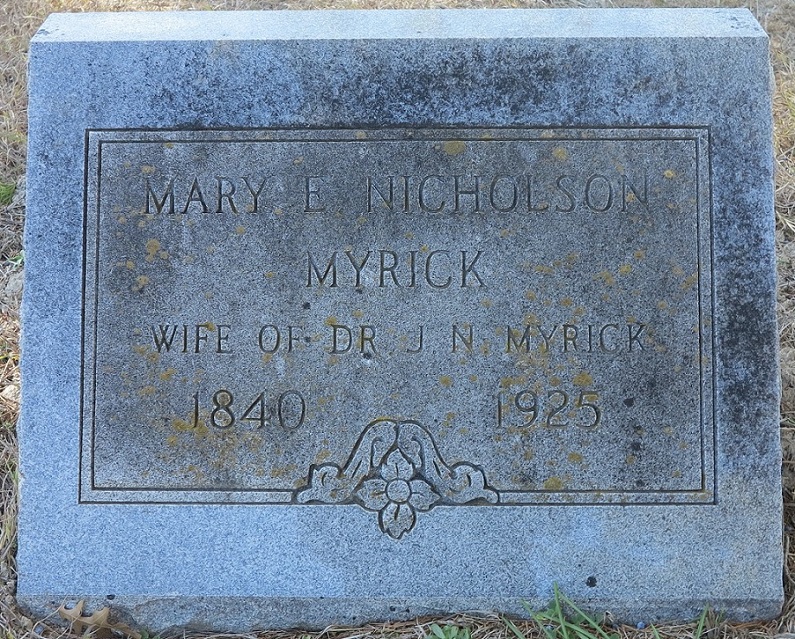 MARY E. NICHOLSON
MYRICK
WIFE OF DR. J. N. MYRICK
1840 1925